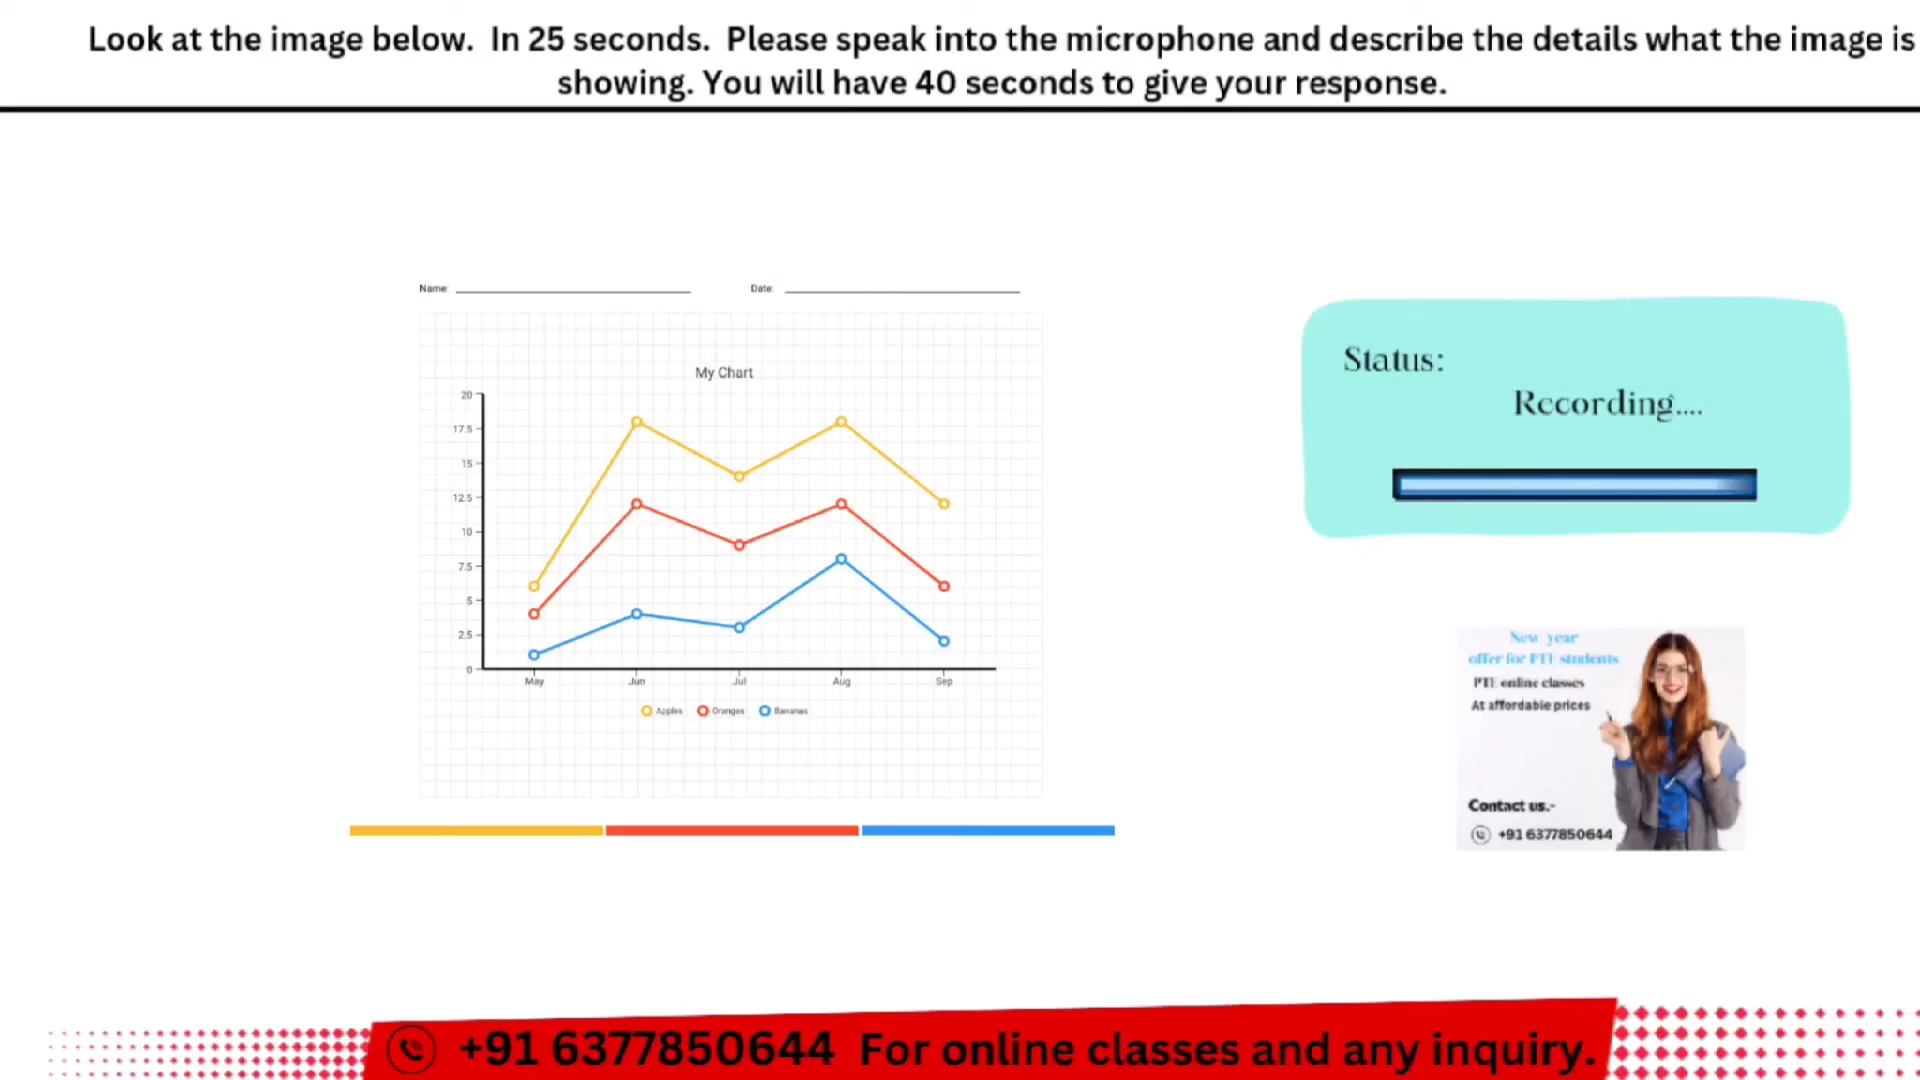 Look at the image below. In 25 seconds. Please speak into the microphone and describe the details what the image is
showing. You will have 40 seconds to give your response.
Name:
Date:
My Chart
20
17.5
15
12.5
10
7.5
5
2.5
0
May Jun Jul Aug Sep
Apples Oranges Bananas
Status:
Recording....
New year
offer for PTE students
PTE online classes
At affordable prices
Contact us.-
+91 6377850644
+91 6377850644 For online classes and any inquiry.